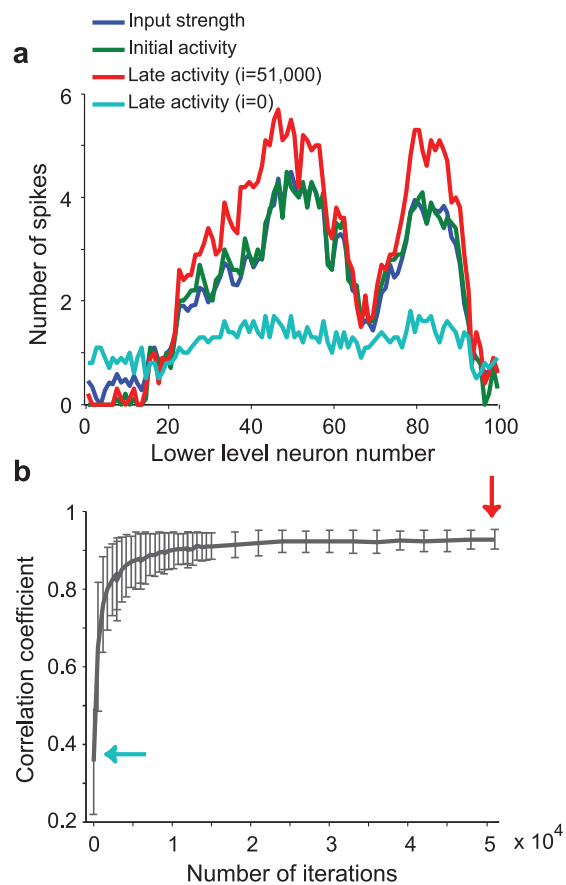 a
Input strength
Initial activity
Late activity (i=51,000)
Late activity (i=0)
Number of spikes
6
4
2
0
0 20 40 60 80 100
Lower level neuron number
b
Correlation coefficient
1
0.8
0.6
0.4
0.2
0 1 2 3 4 5 x 10^4
Number of iterations